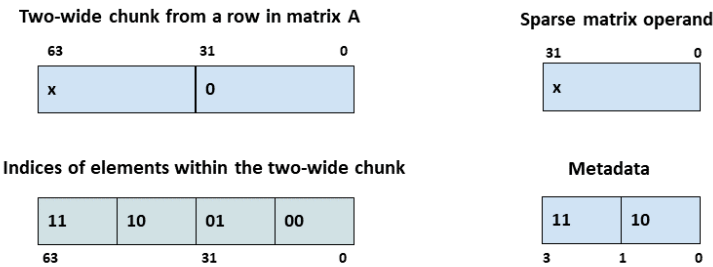 Two-wide chunk from a row in matrix A
63 31 0
x 0
Sparse matrix operand
31 0
x
Indices of elements within the two-wide chunk
11 10 01 00
63 31 0
Metadata
11 10
3 1 0